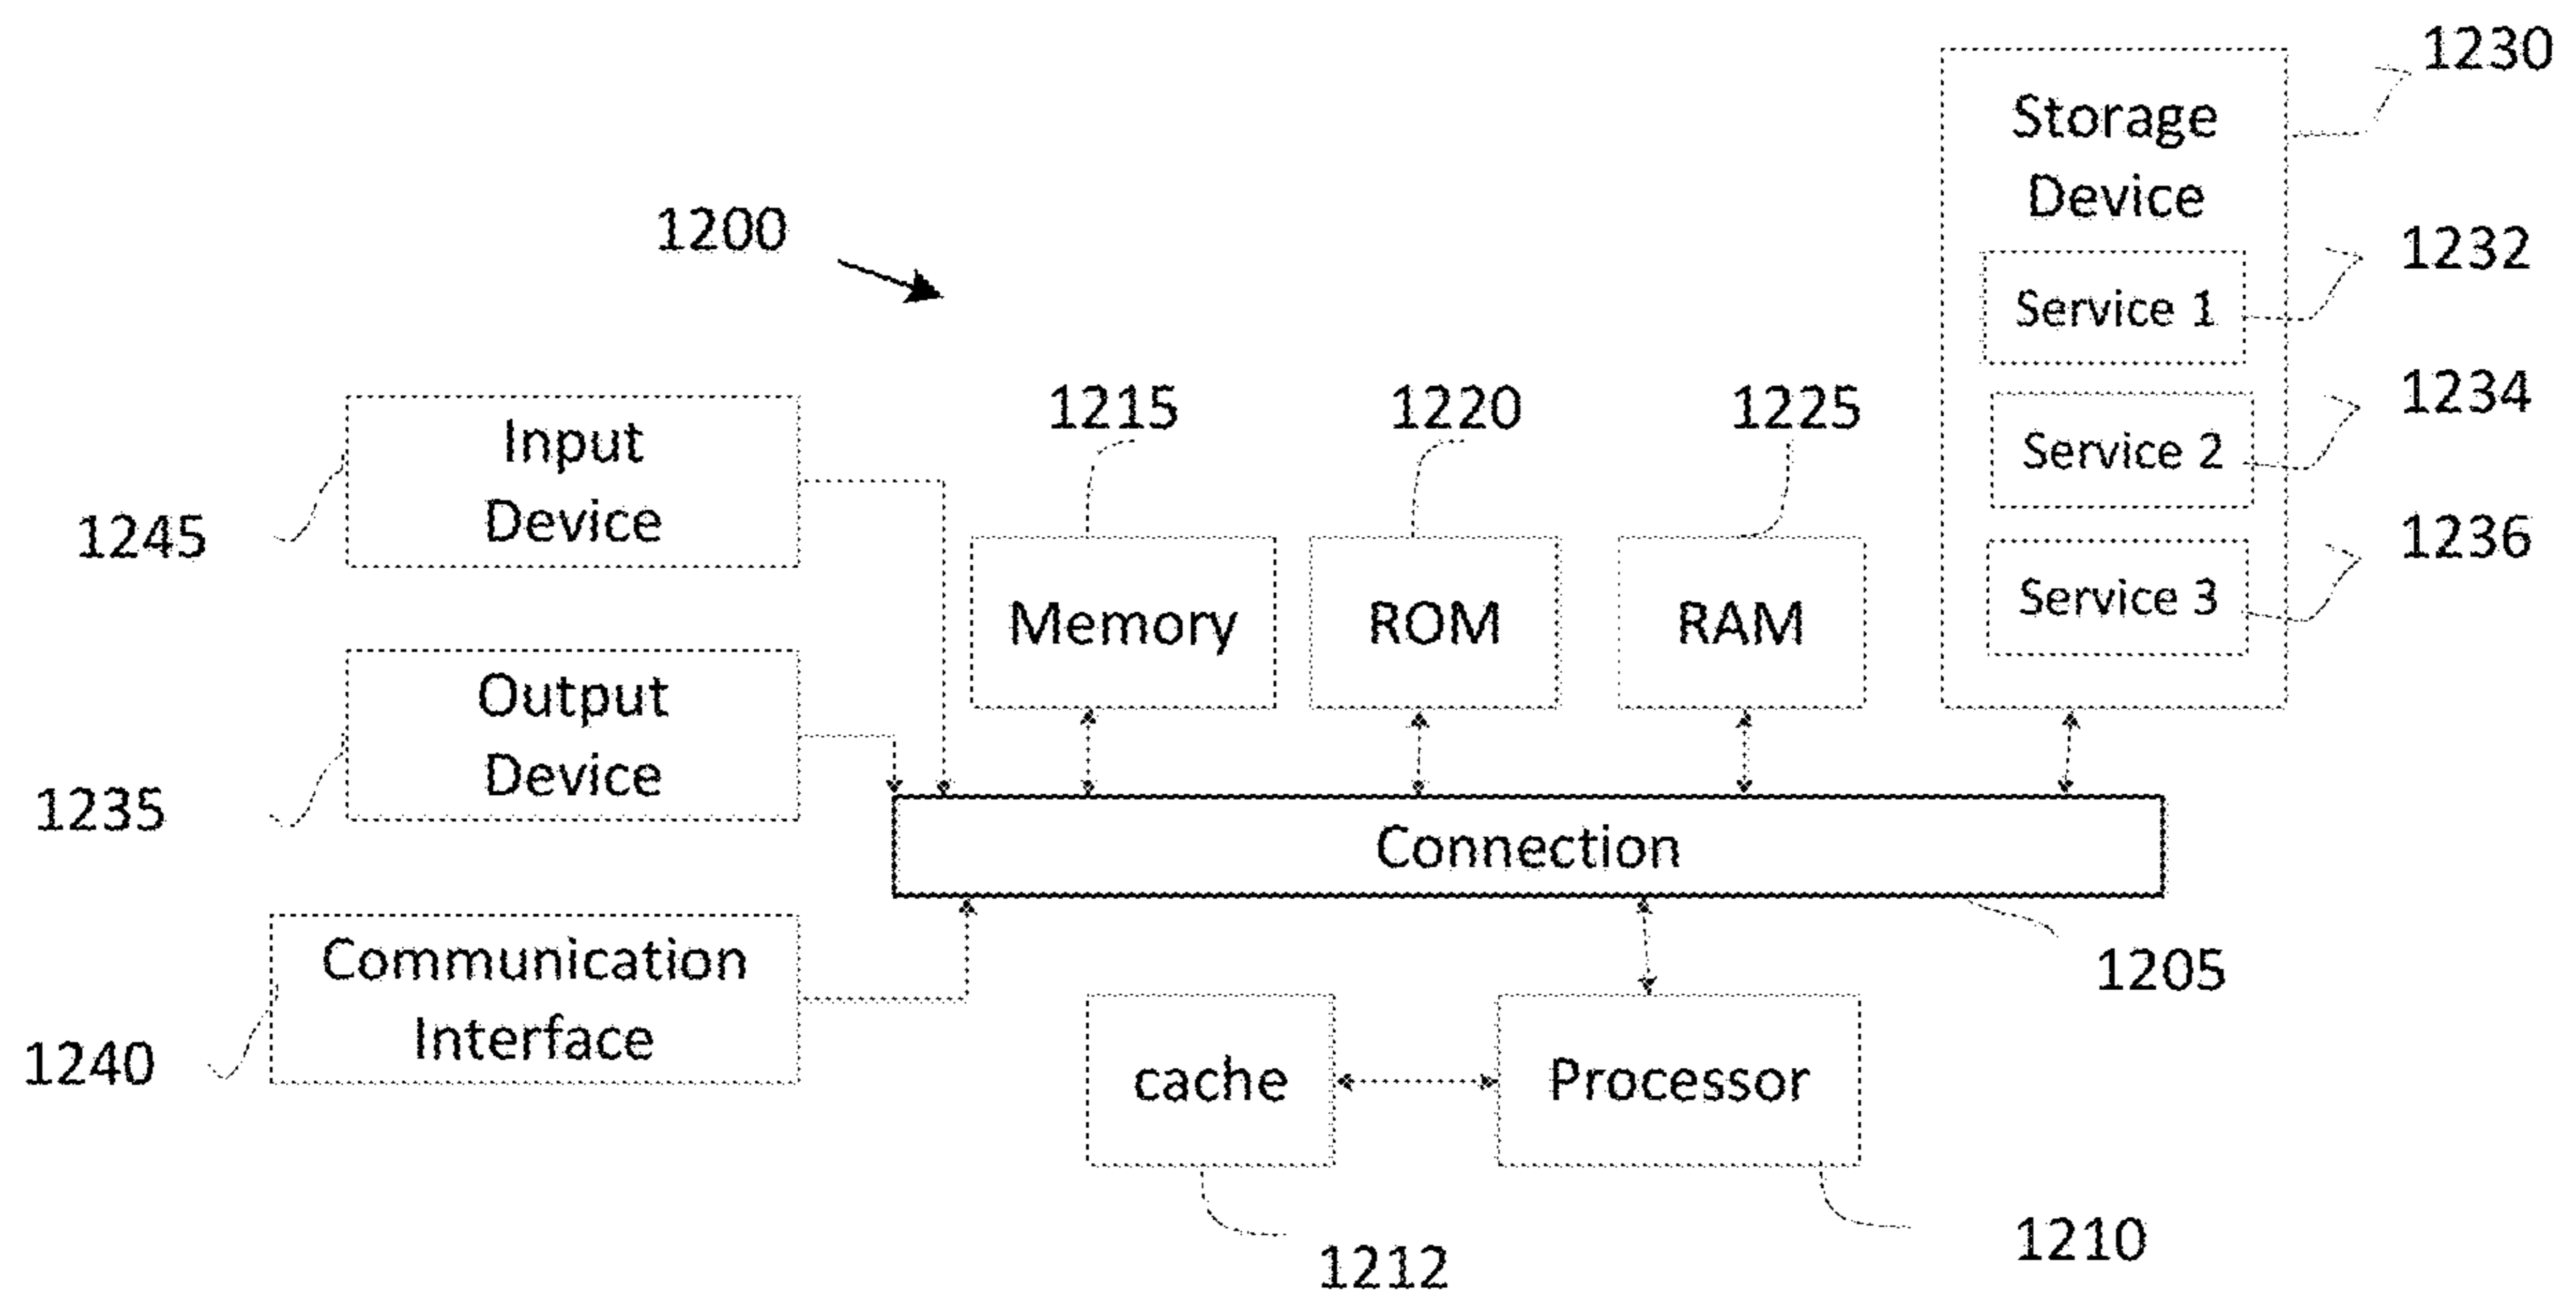 1230
Storage
Device
1200
1232
Service 1
1215
1220
1225
1234
Input
Device
Service 2
1245
1236
Memory
ROM
RAM
Service 3
Output
Device
1235
Connection
Communication
Interface
1205
1240
cache
Processor
1210
1212